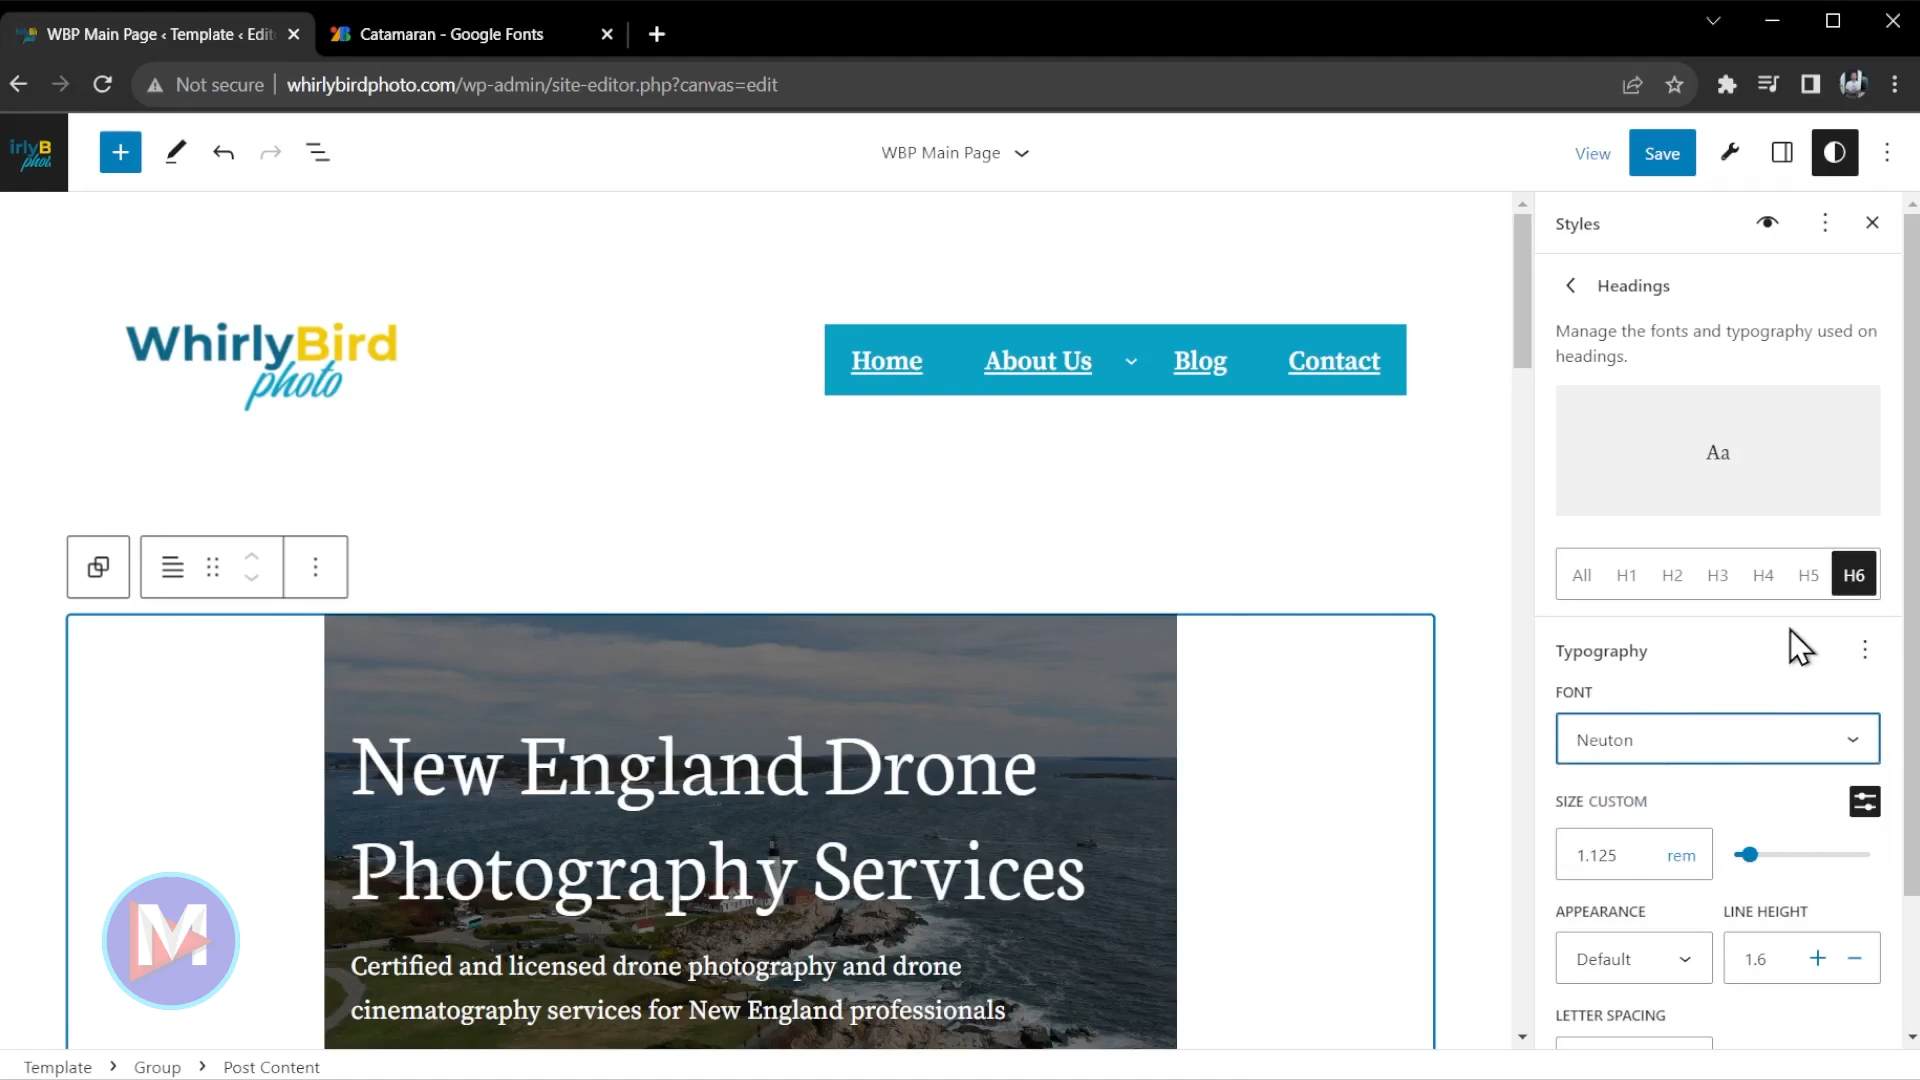 WBP Main Page ‹ Template ‹ Edit
Catamaran - Google Fonts
Not secure
whirlybirdphoto.com/wp-admin/site-editor.php?canvas=edit
irlyB
phot
WBP Main Page
View
Save
Styles
Headings
Manage the fonts and typography used on
headings.
Aa
All H1 H2 H3 H4 H5 H6
Typography
FONT
Neuton
SIZE CUSTOM
1.125 rem
APPEARANCE LINE HEIGHT
Default 1.6
LETTER SPACING
WhirlyBird
photo
Home About Us Blog Contact
New England Drone
Photography Services
Certified and licensed drone photography and drone
cinematography services for New England professionals
M
Template Group Post Content